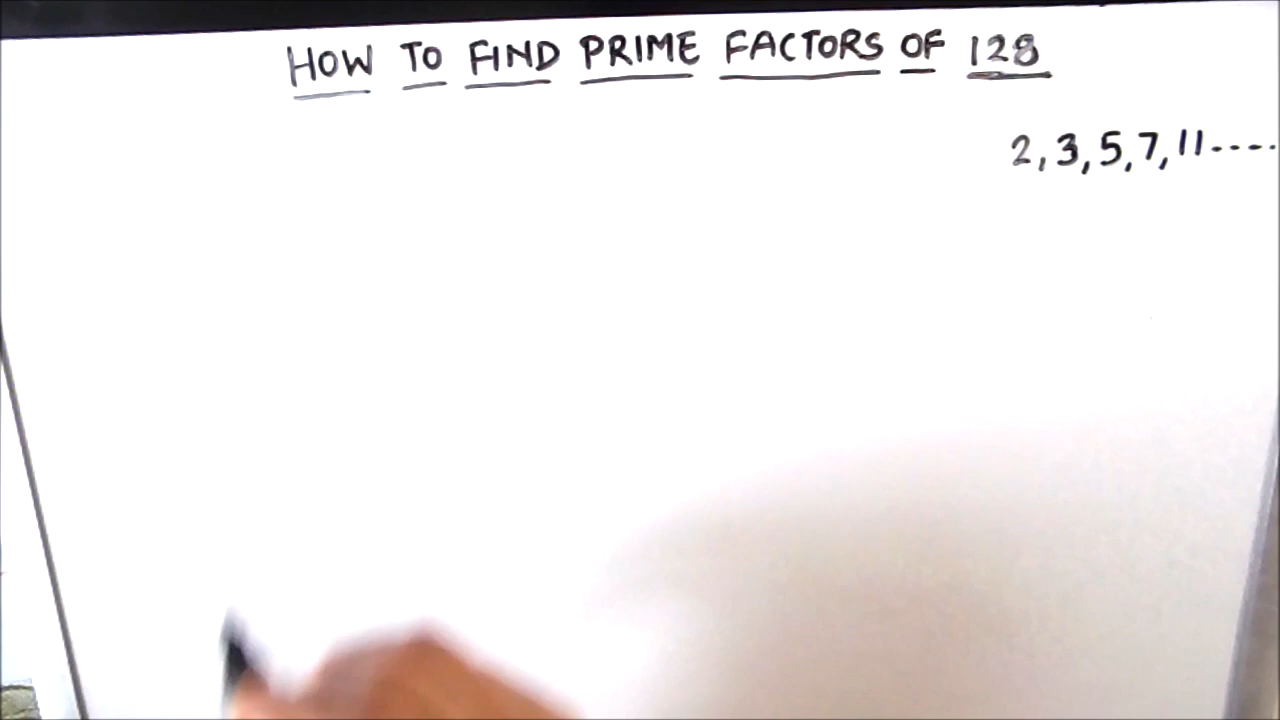 HOW TO FIND PRIME FACTORS OF 128
2, 3, 5, 7, 11-----